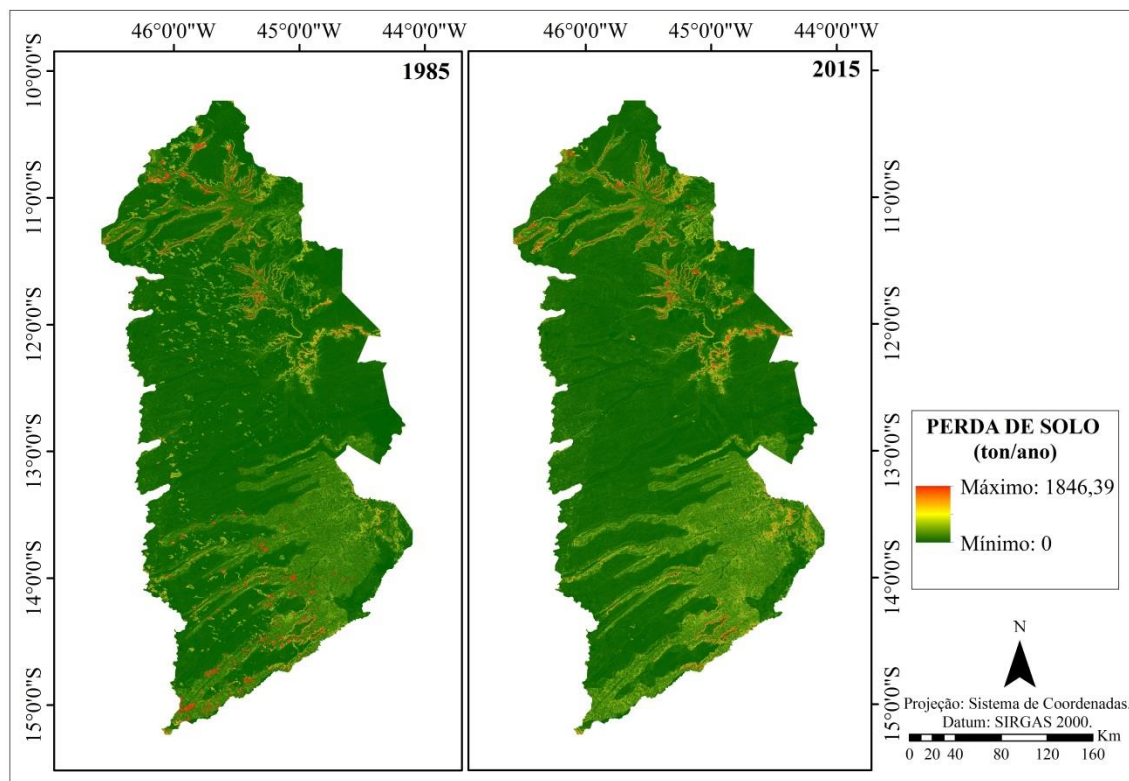 46°0'0"W 45°0'0"W 44°0'0"W
46°0'0"W 45°0'0"W 44°0'0"W
1985
2015
10°0'0"S
11°0'0"S
12°0'0"S
13°0'0"S
14°0'0"S
15°0'0"S
10°0'0"S
11°0'0"S
12°0'0"S
13°0'0"S
14°0'0"S
15°0'0"S
PERDA DE SOLO
(ton/ano)
Máximo: 1846,39
Mínimo: 0
N
Projeção: Sistema de Coordenadas.
Datum: SIRGAS 2000.
Km
0 20 40 80 120 160